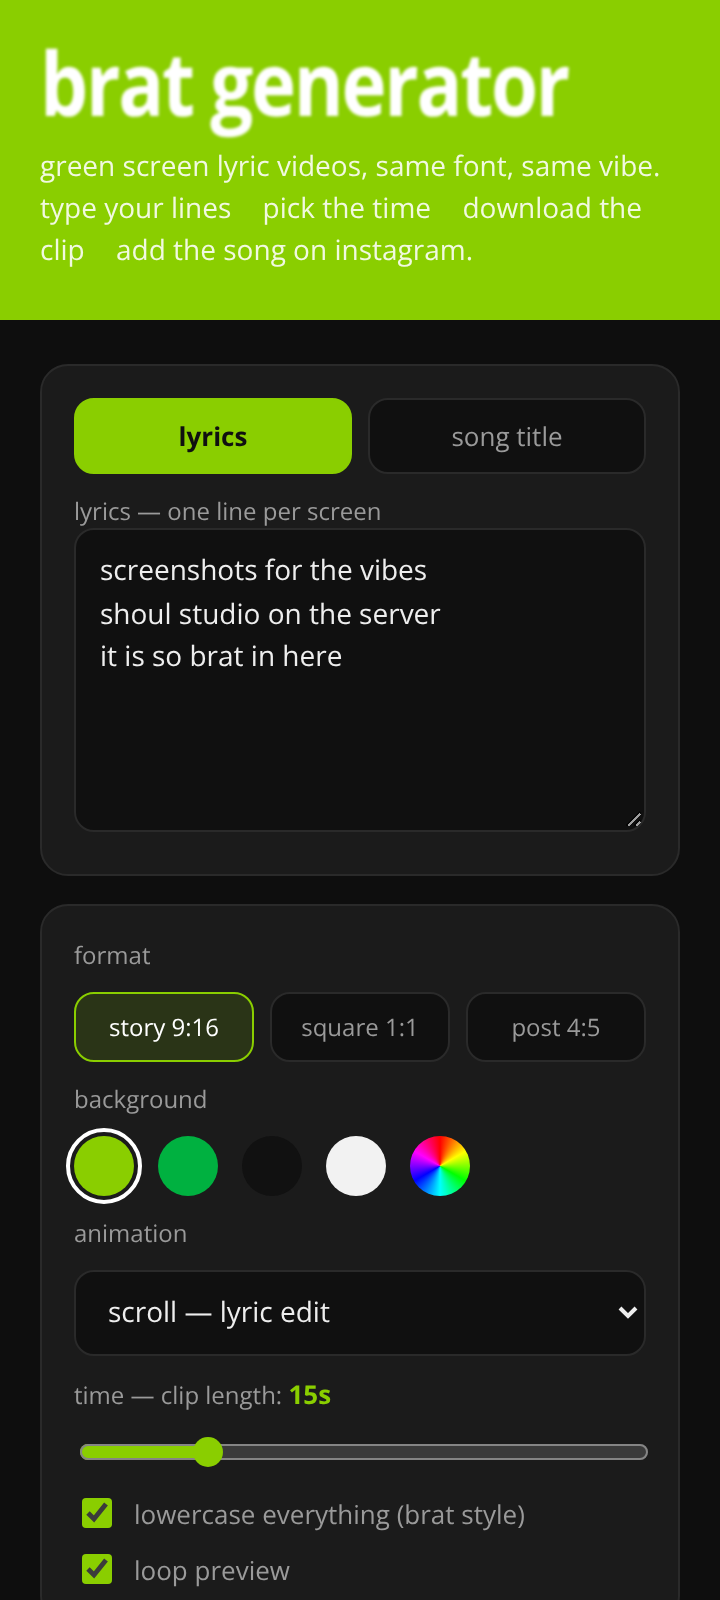 brat generator
green screen lyric videos, same font, same vibe.
type your lines pick the time download the
clip add the song on instagram.
lyrics
song title
lyrics — one line per screen
screenshots for the vibes
shoul studio on the server
it is so brat in here
format
story 9:16
square 1:1
post 4:5
background
animation
scroll — lyric edit
time — clip length: 15s
lowercase everything (brat style)
loop preview